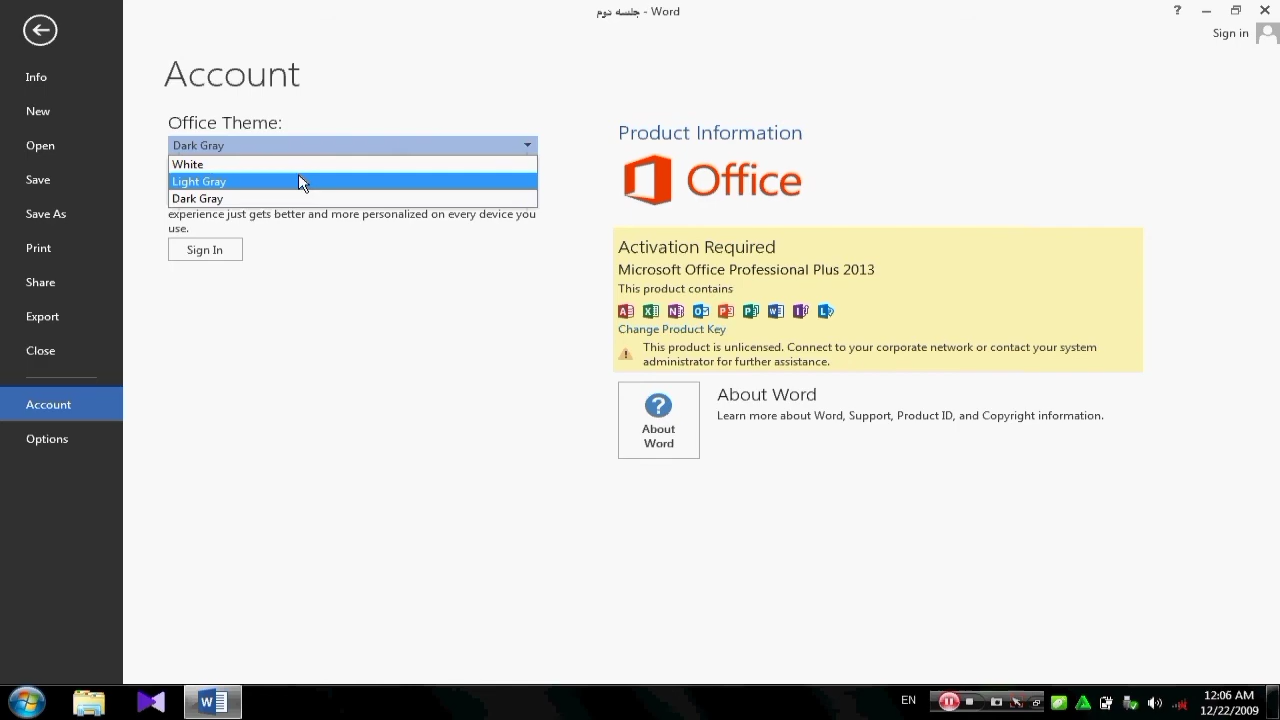 جلسه دوم - Word
Sign in
Info
New
Open
Save
Save As
Print
Share
Export
Close
Account
Options
Account
Office Theme:
Dark Gray
White
Light Gray
Dark Gray
experience just gets better and more personalized on every device you
use.
Sign In
Product Information
Office
Activation Required
Microsoft Office Professional Plus 2013
This product contains
Change Product Key
This product is unlicensed. Connect to your corporate network or contact your system
administrator for further assistance.
About
Word
About Word
Learn more about Word, Support, Product ID, and Copyright information.
EN
12:06 AM
12/22/2009